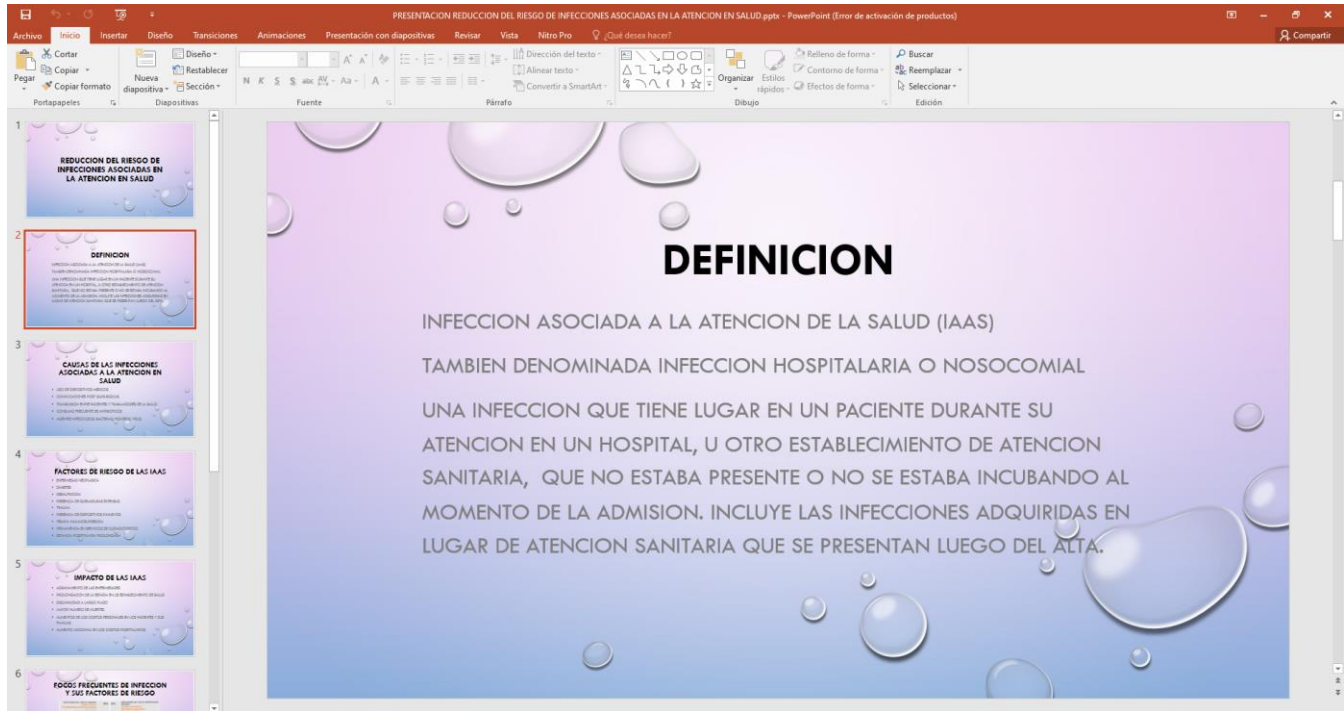 PRESENTACION REDUCCION DEL RIESGO DE INFECCIONES ASOCIADAS EN LA ATENCION EN SALUD.pptx - PowerPoint (Error de activación de productos)
Archivo Inicio Insertar Diseño Transiciones Animaciones Presentación con diapositivas Revisar Vista Nitro Pro ¿Qué desea hacer? Compartir
Cortar
Copiar
Copiar formato
Pegar
Portapapeles
Nueva diapositiva
Diseño
Restablecer
Sección
Diapositivas
N K S S abc AV Aa A
Fuente
Dirección del texto
Alinear texto
Convertir a SmartArt
Párrafo
Organizar
Estilos rápidos
Relleno de forma
Contorno de forma
Efectos de forma
Dibujo
Buscar
Reemplazar
Seleccionar
Edición
1
REDUCCION DEL RIESGO DE
INFECCIONES ASOCIADAS EN
LA ATENCION EN SALUD
2
DEFINICION
3
CAUSAS DE LAS INFECCIONES
ASOCIADAS A LA ATENCION EN
SALUD
4
FACTORES DE RIESGO DE LAS IAAS
5
IMPACTO DE LAS IAAS
6
FOCOS FRECUENTES DE INFECCION
Y SUS FACTORES DE RIESGO
DEFINICION
INFECCION ASOCIADA A LA ATENCION DE LA SALUD (IAAS)
TAMBIEN DENOMINADA INFECCION HOSPITALARIA O NOSOCOMIAL
UNA INFECCION QUE TIENE LUGAR EN UN PACIENTE DURANTE SU
ATENCION EN UN HOSPITAL, U OTRO ESTABLECIMIENTO DE ATENCION
SANITARIA, QUE NO ESTABA PRESENTE O NO SE ESTABA INCUBANDO AL
MOMENTO DE LA ADMISION. INCLUYE LAS INFECCIONES ADQUIRIDAS EN
LUGAR DE ATENCION SANITARIA QUE SE PRESENTAN LUEGO DEL ALTA.